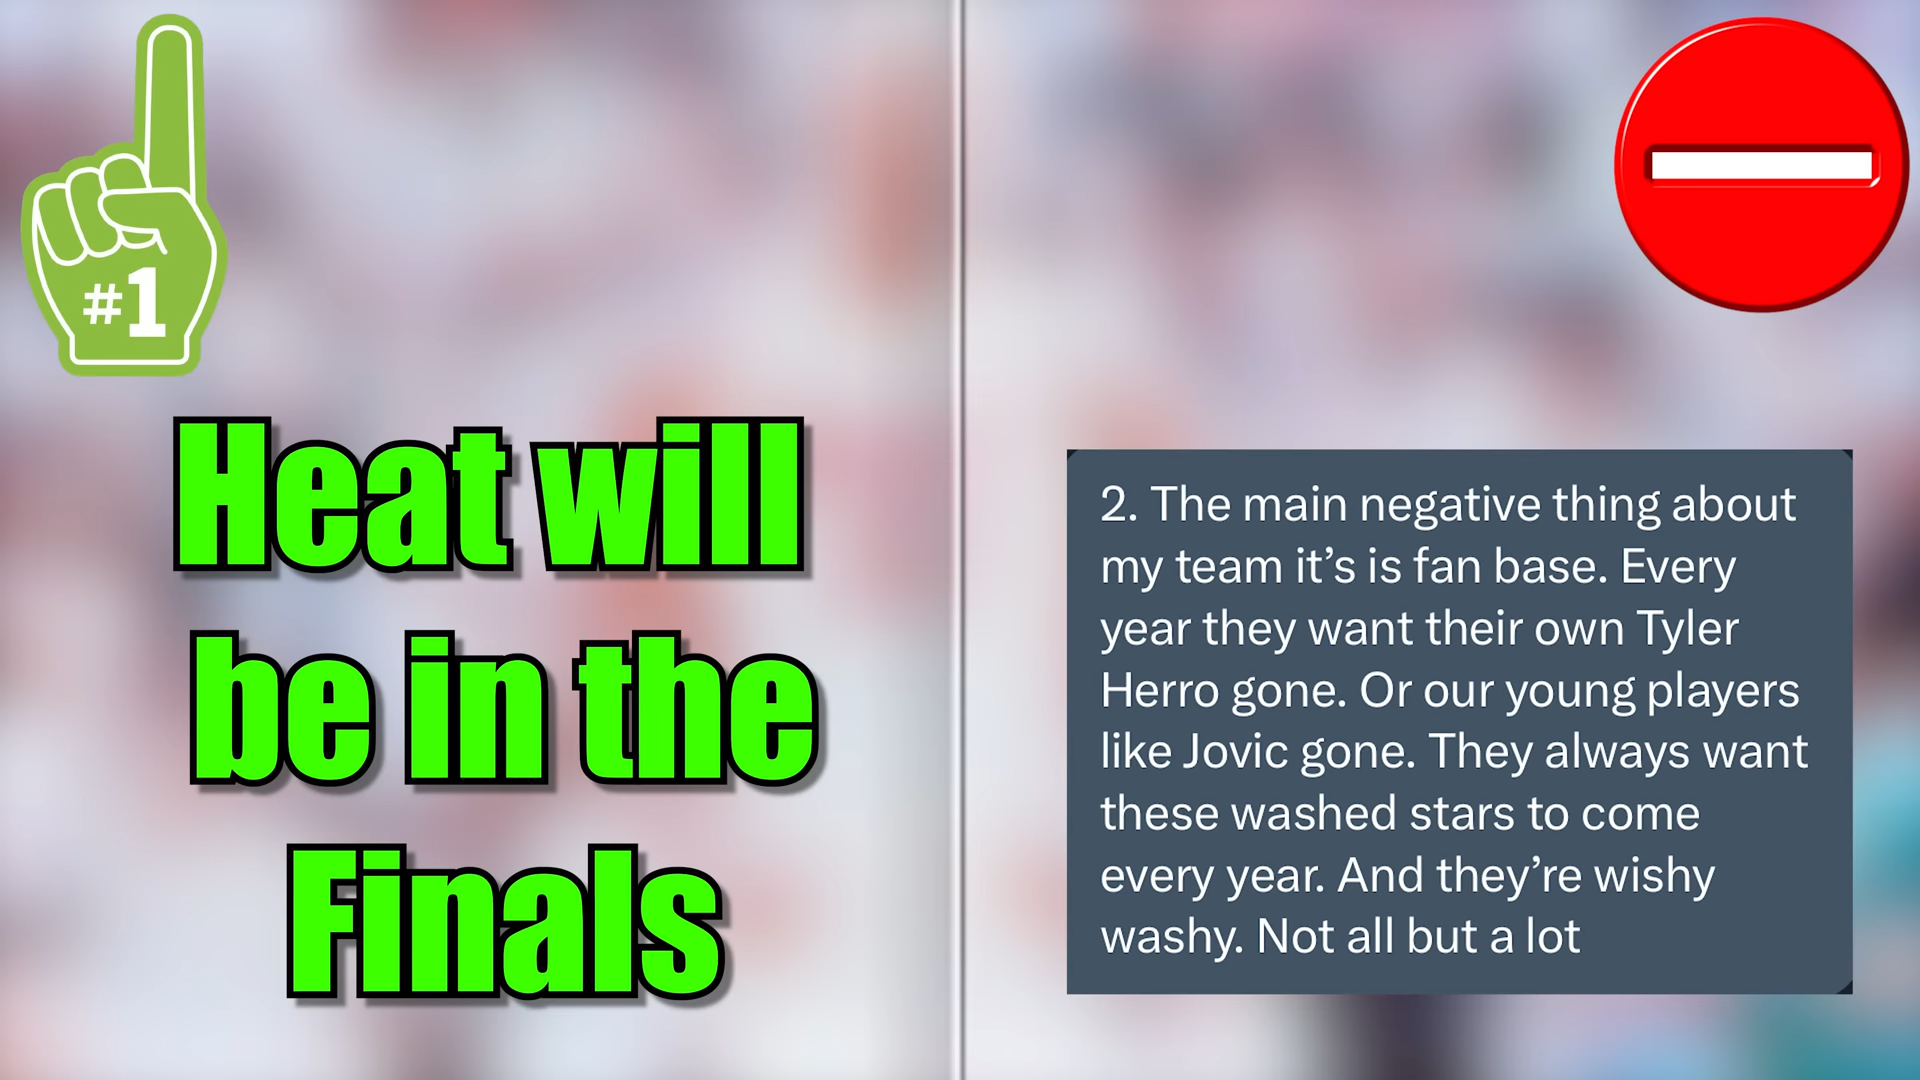 #1
Heat will
be in the
Finals
2. The main negative thing about
my team it’s is fan base. Every
year they want their own Tyler
Herro gone. Or our young players
like Jovic gone. They always want
these washed stars to come
every year. And they’re wishy
washy. Not all but a lot